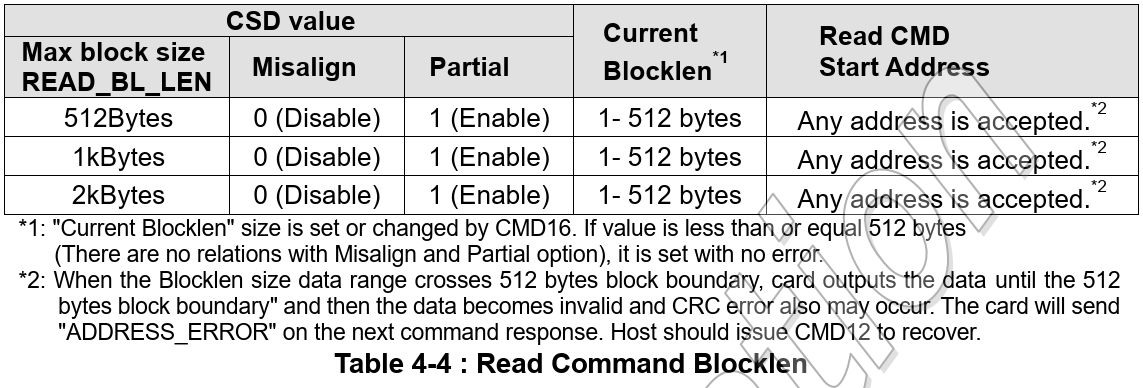 CSD value
Current Blocklen *1
Read CMD Start Address
Max block size READ_BL_LEN
Misalign
Partial
512Bytes 0 (Disable) 1 (Enable) 1- 512 bytes Any address is accepted.*2
1kBytes 0 (Disable) 1 (Enable) 1- 512 bytes Any address is accepted.*2
2kBytes 0 (Disable) 1 (Enable) 1- 512 bytes Any address is accepted.*2
*1: "Current Blocklen" size is set or changed by CMD16. If value is less than or equal 512 bytes
(There are no relations with Misalign and Partial option), it is set with no error.
*2: When the Blocklen size data range crosses 512 bytes block boundary, card outputs the data until the 512
bytes block boundary" and then the data becomes invalid and CRC error also may occur. The card will send
"ADDRESS_ERROR" on the next command response. Host should issue CMD12 to recover.
Table 4-4 : Read Command Blocklen